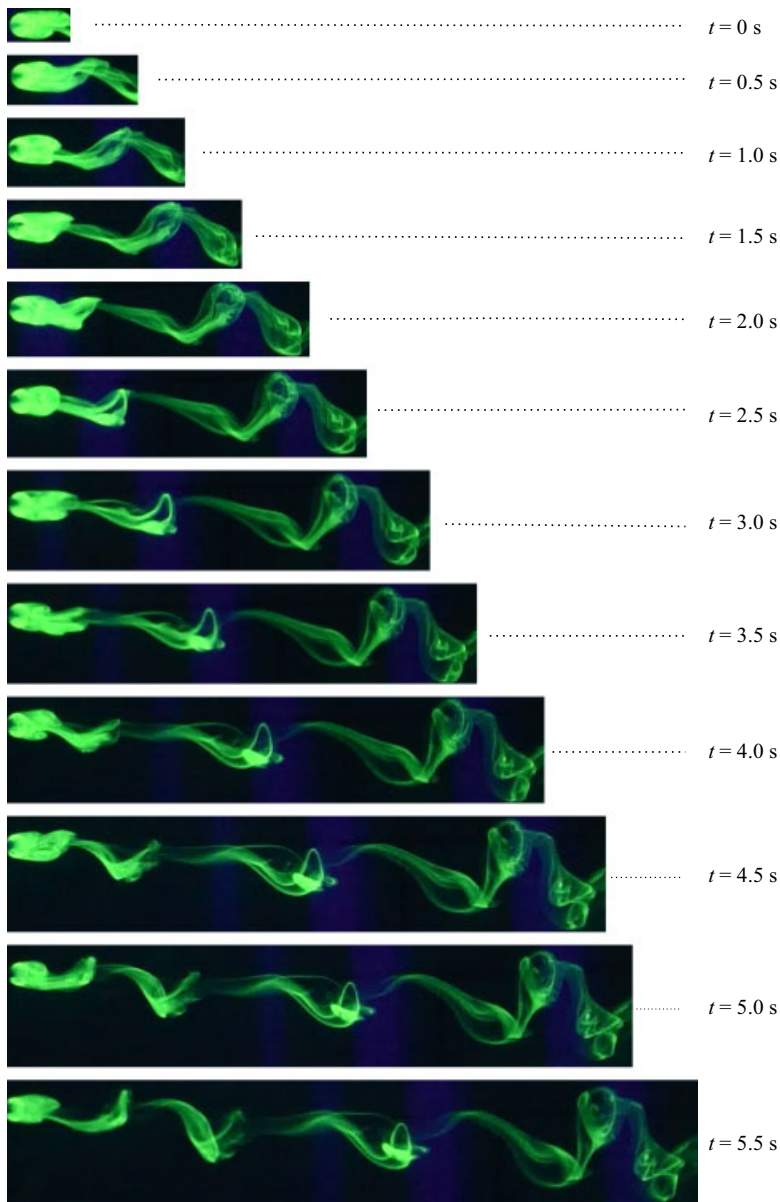 t = 0 s
t = 0.5 s
t = 1.0 s
t = 1.5 s
t = 2.0 s
t = 2.5 s
t = 3.0 s
t = 3.5 s
t = 4.0 s
t = 4.5 s
t = 5.0 s
t = 5.5 s